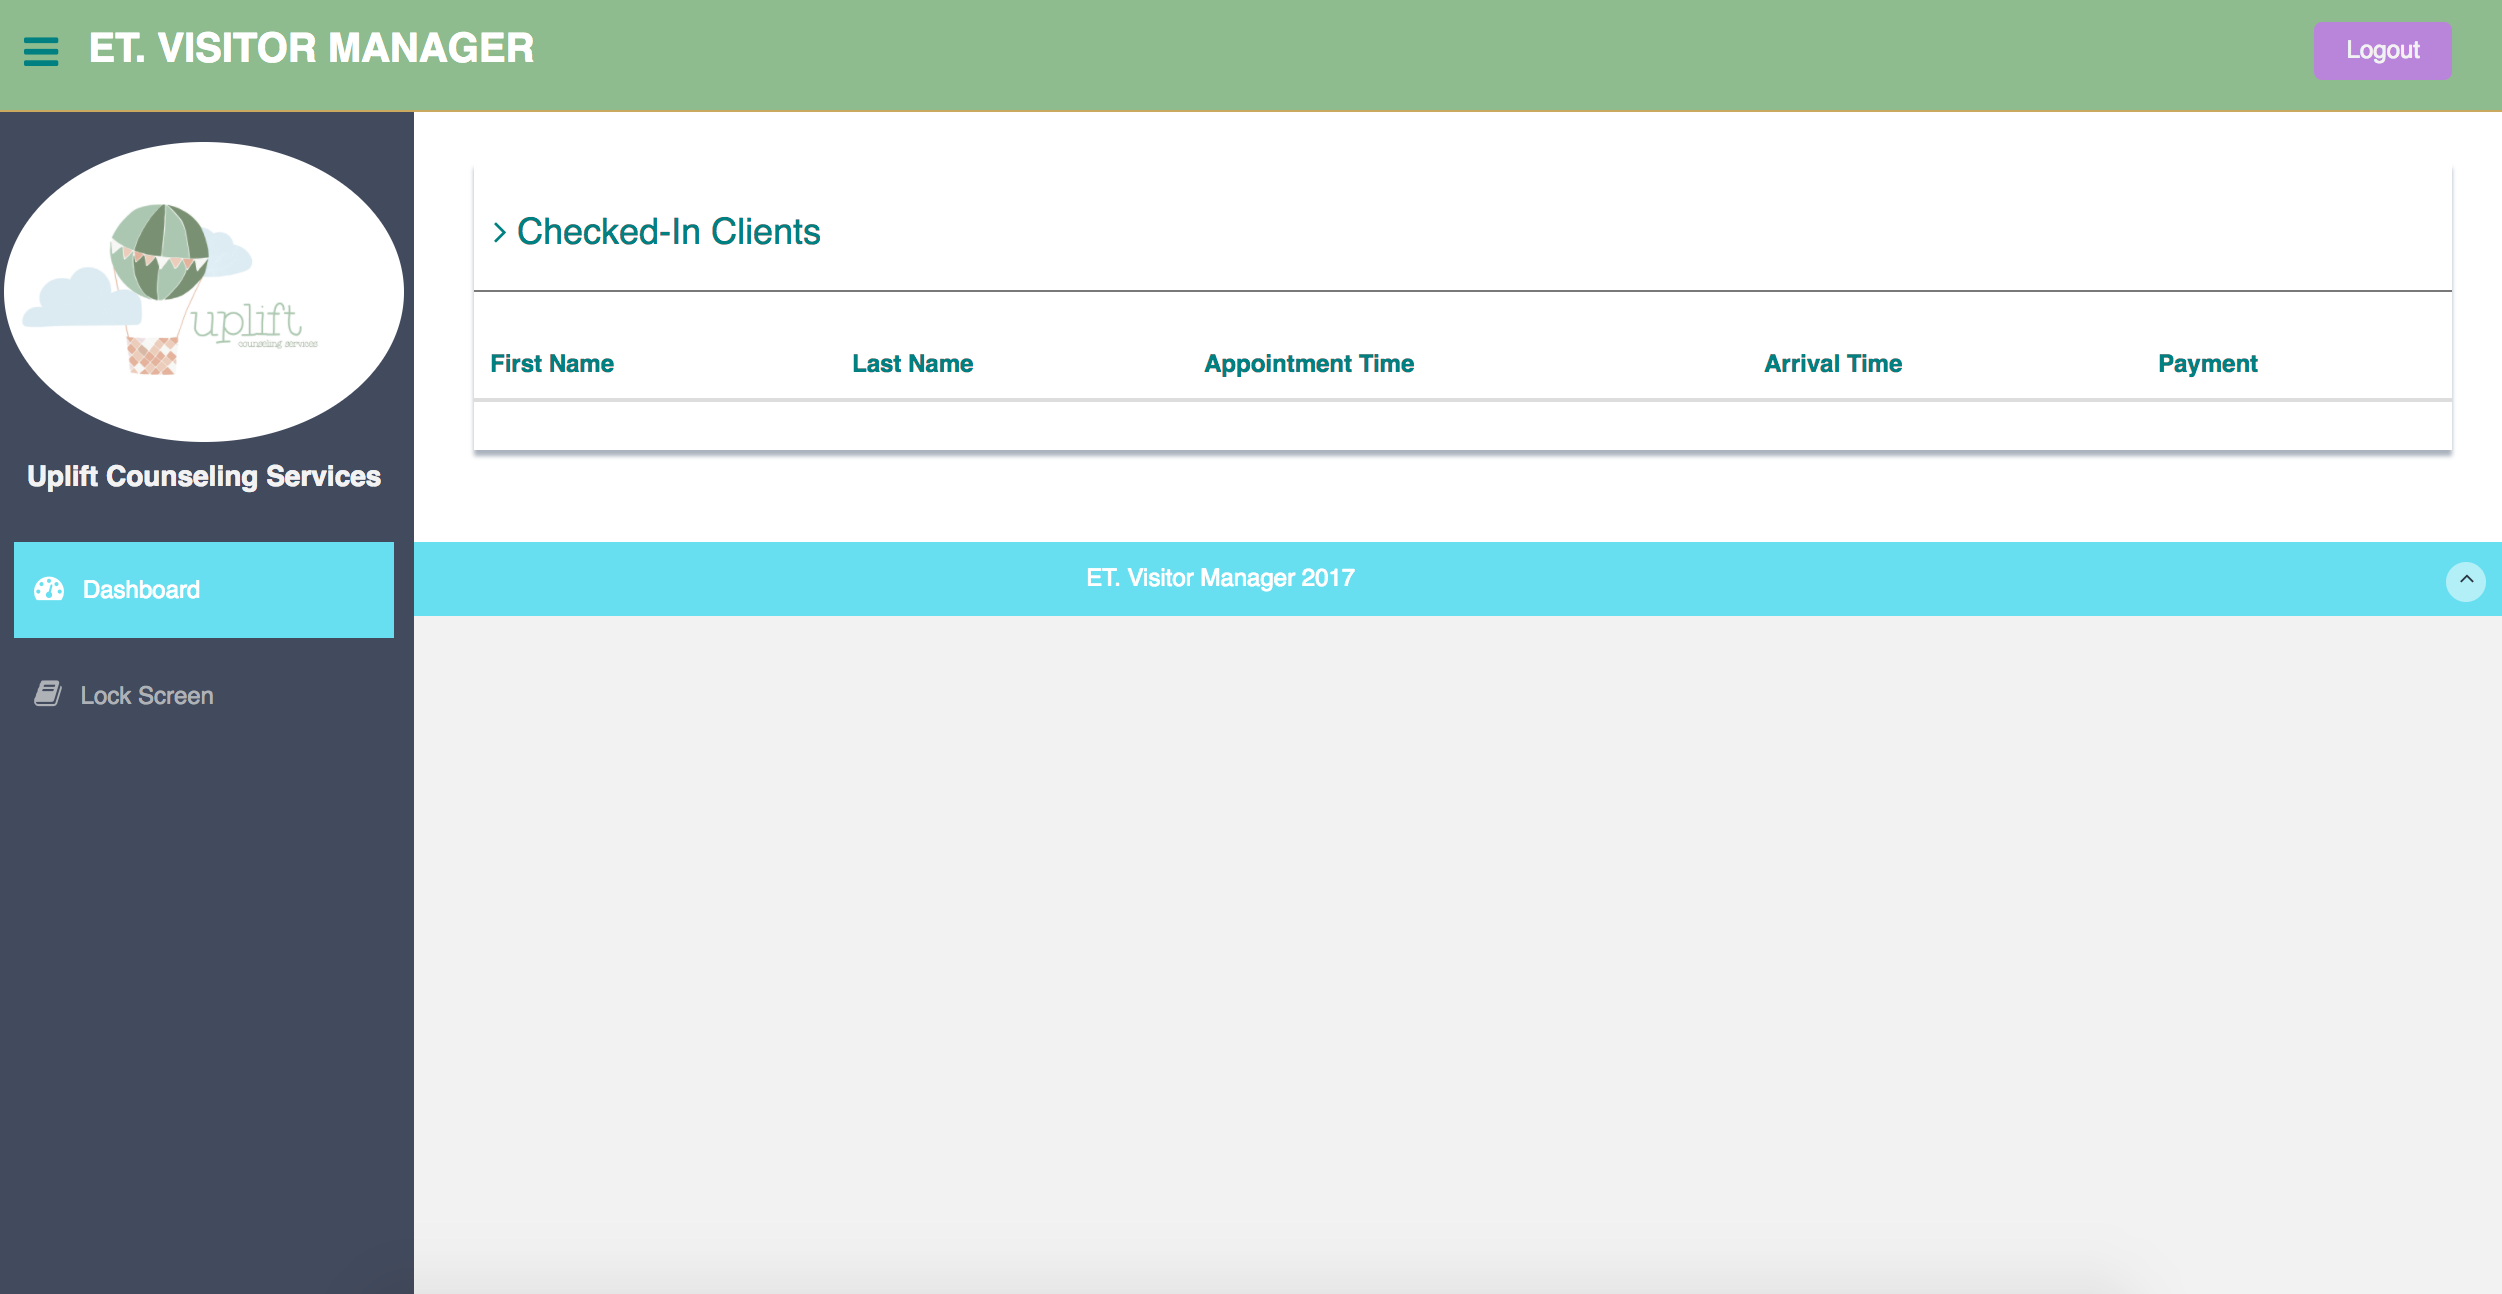 ET. VISITOR MANAGER
Logout
uplift
counseling services
Uplift Counseling Services
Dashboard
Lock Screen
> Checked-In Clients
First Name Last Name Appointment Time Arrival Time Payment
ET. Visitor Manager 2017